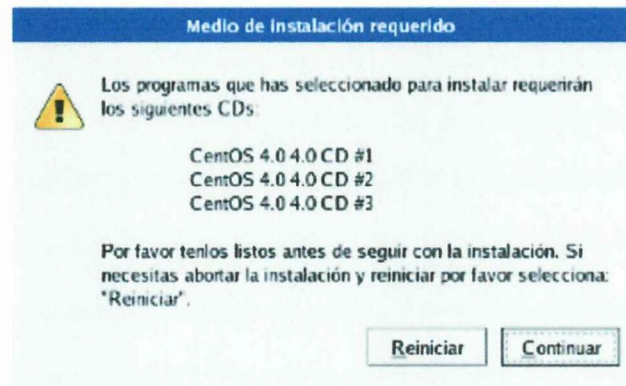 Medio de instalación requerido
Los programas que has seleccionado para instalar requerirán
los siguientes CDs:
CentOS 4.0 4.0 CD #1
CentOS 4.0 4.0 CD #2
CentOS 4.0 4.0 CD #3
Por favor tenlos listos antes de seguir con la instalación. Si
necesitas abortar la instalación y reiniciar por favor selecciona:
"Reiniciar".
Reiniciar
Continuar